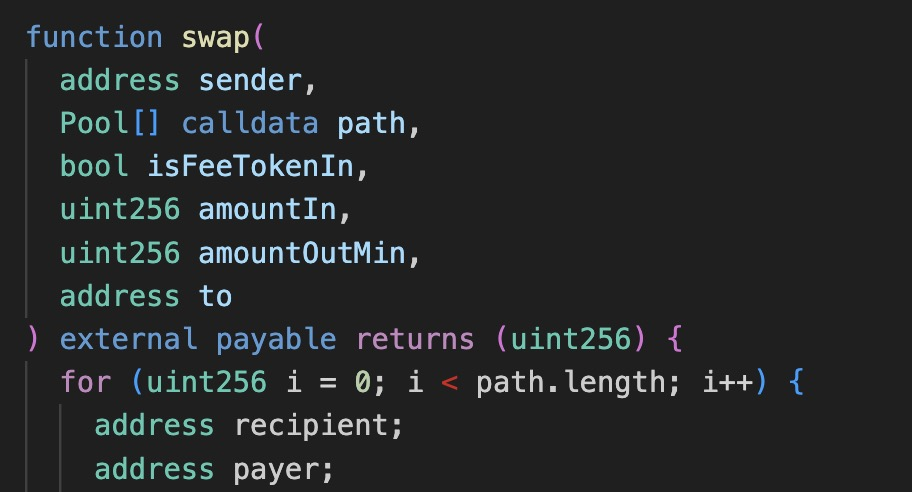 function swap(
address sender,
Pool[] calldata path,
bool isFeeTokenIn,
uint256 amountIn,
uint256 amountOutMin,
address to
) external payable returns (uint256) {
for (uint256 i = 0; i < path.length; i++) {
address recipient;
address payer;